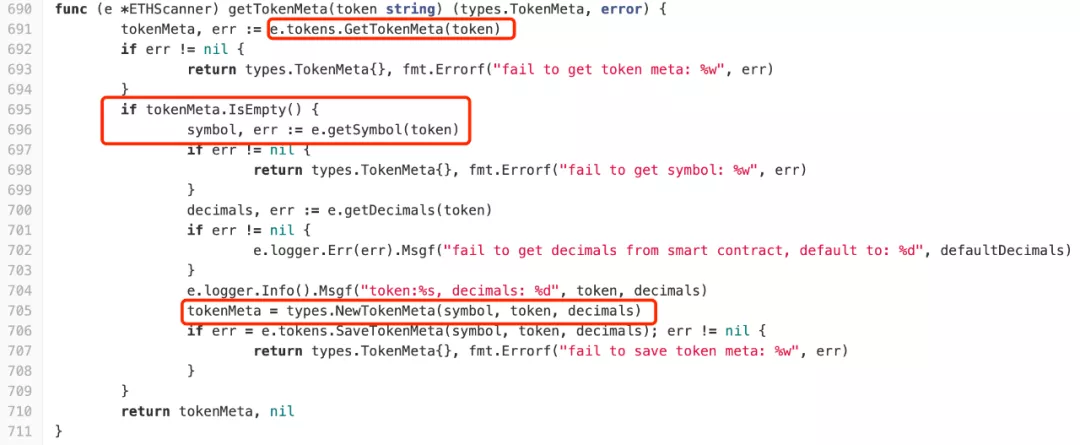 690 func (e *ETHScanner) getTokenMeta(token string) (types.TokenMeta, error) {
691 tokenMeta, err := e.tokens.GetTokenMeta(token)
692 if err != nil {
693 return types.TokenMeta{}, fmt.Errorf("fail to get token meta: %w", err)
694 }
695 if tokenMeta.IsEmpty() {
696 symbol, err := e.getSymbol(token)
697 if err != nil {
698 return types.TokenMeta{}, fmt.Errorf("fail to get symbol: %w", err)
699 }
700 decimals, err := e.getDecimals(token)
701 if err != nil {
702 e.logger.Err(err).Msgf("fail to get decimals from smart contract, default to: %d", defaultDecimals)
703 }
704 e.logger.Info().Msgf("token:%s, decimals: %d", token, decimals)
705 tokenMeta = types.NewTokenMeta(symbol, token, decimals)
706 if err = e.tokens.SaveTokenMeta(symbol, token, decimals); err != nil {
707 return types.TokenMeta{}, fmt.Errorf("fail to save token meta: %w", err)
708 }
709 }
710 return tokenMeta, nil
711 }